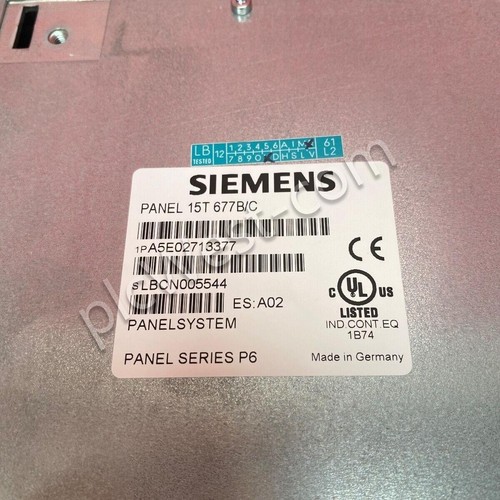 LB 12 1 2 3 4 5 6 A I M 61
TESTED 7 8 9 0 D H S L V L2
SIEMENS
PANEL 15T 677B/C
1P A5E02713377
S LBCN005544
ES: A02
PANELSYSTEM
PANEL SERIES P6
C UL US
LISTED
IND.CONT.EQ
1B74
Made in Germany